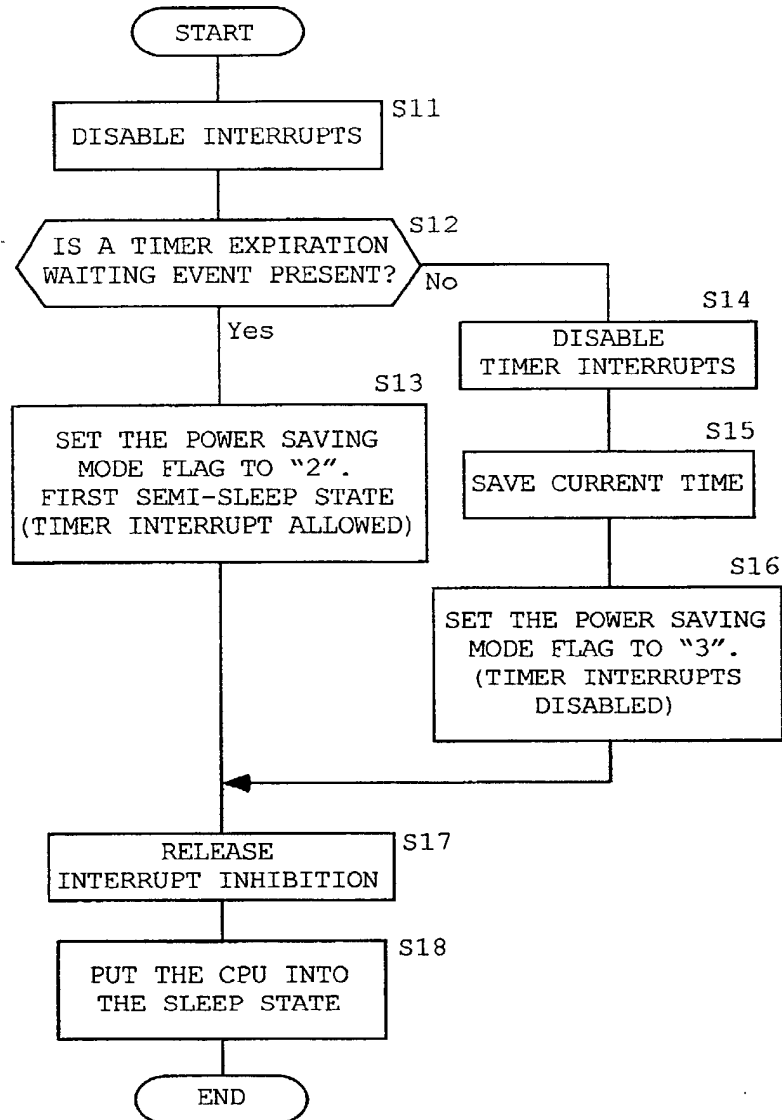 START
S11
DISABLE INTERRUPTS
S12
IS A TIMER EXPIRATION
WAITING EVENT PRESENT?
No
Yes
S14
DISABLE
TIMER INTERRUPTS
S13
SET THE POWER SAVING
MODE FLAG TO “2”.
FIRST SEMI-SLEEP STATE
(TIMER INTERRUPT ALLOWED)
S15
SAVE CURRENT TIME
S16
SET THE POWER SAVING
MODE FLAG TO “3”.
(TIMER INTERRUPTS
DISABLED)
S17
RELEASE
INTERRUPT INHIBITION
S18
PUT THE CPU INTO
THE SLEEP STATE
END